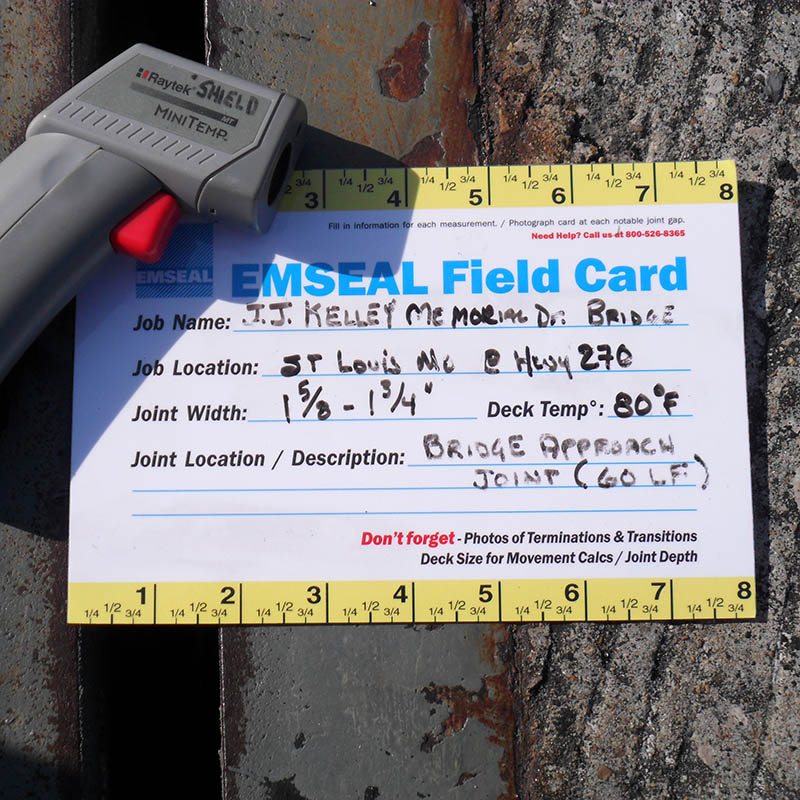 Raytek® SHIELD
MT
MINITEMP™
3 1/4 1/2 3/4 4 1/4 1/2 3/4 5 1/4 1/2 3/4 6 1/4 1/2 3/4 7 1/4 1/2 3/4 8
3/4
Fill in information for each measurement. / Photograph card at each notable joint gap.
Need Help? Call us at 800-526-8365
EMSEAL
EMSEAL Field Card
Job Name: J.J. KELLEY MEMORIAL DR. BRIDGE
Job Location: ST LOUIS MO @ HWY 270
Joint Width: 1 5/8 - 1 3/4" Deck Temp°: 80°F
Joint Location / Description: BRIDGE APPROACH
JOINT (60 LF)
Don't forget - Photos of Terminations & Transitions
Deck Size for Movement Calcs / Joint Depth
1/4 1/2 3/4 1 1/4 1/2 3/4 2 1/4 1/2 3/4 3 1/4 1/2 3/4 4 1/4 1/2 3/4 5 1/4 1/2 3/4 6 1/4 1/2 3/4 7 1/4 1/2 3/4 8